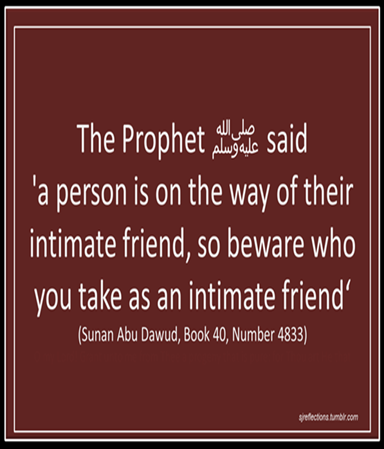 The Prophet ﷺ said
'a person is on the way of their
intimate friend, so beware who
you take as an intimate friend‘
(Sunan Abu Dawud, Book 40, Number 4833)
sjreflections.tumblr.com